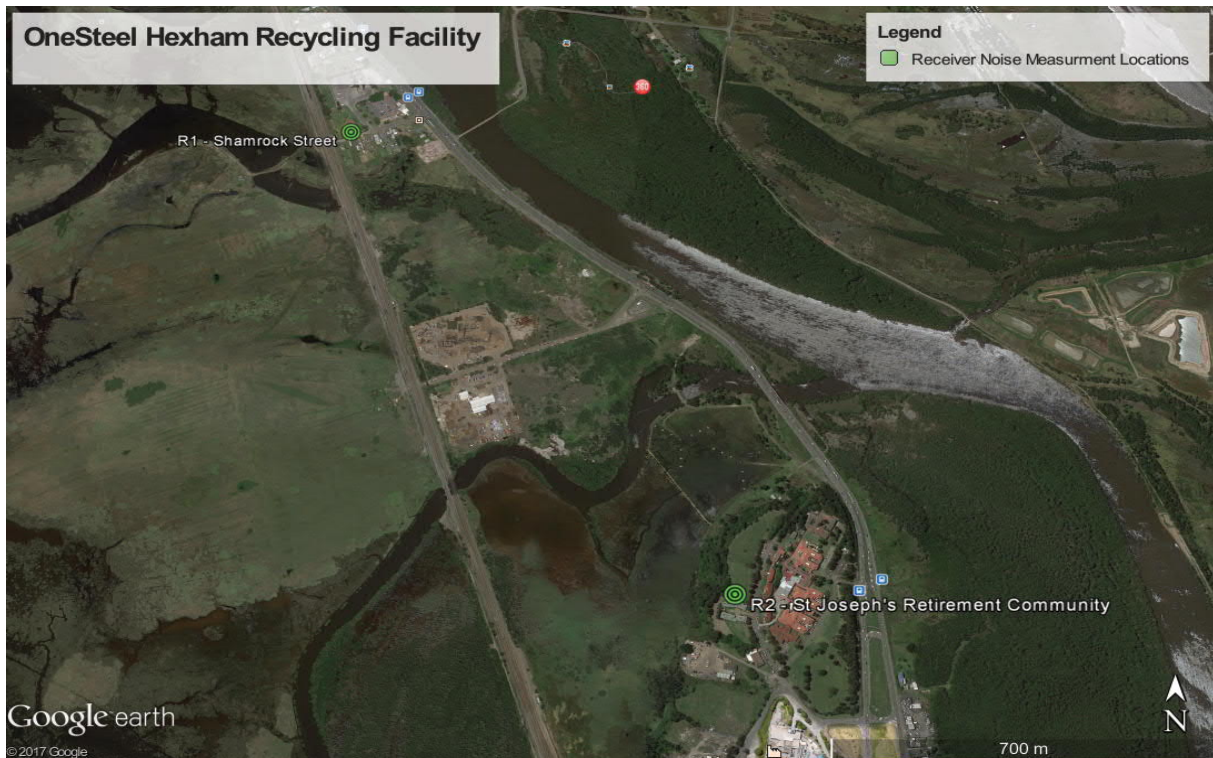 OneSteel Hexham Recycling Facility
Legend
Receiver Noise Measurment Locations
R1 - Shamrock Street
R2 - St Joseph's Retirement Community
Google earth
© 2017 Google
N
700 m